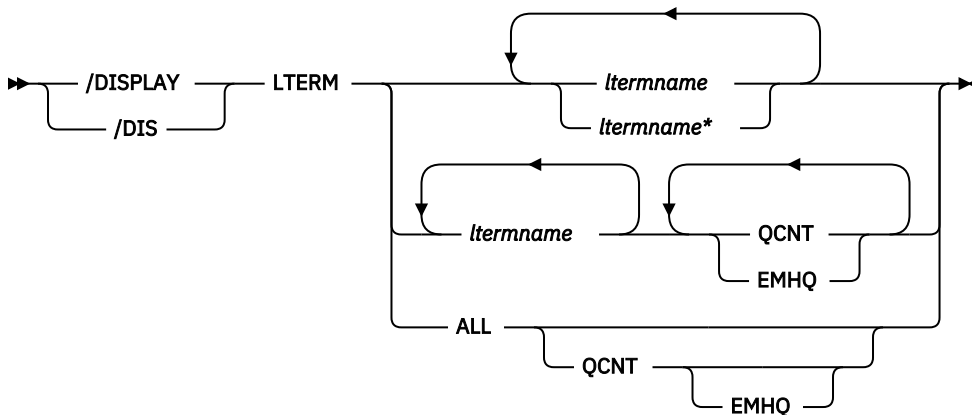 /DISPLAY
/DIS
LTERM
ltermname
ltermname*
ltermname
QCNT
EMHQ
ALL
QCNT
EMHQ